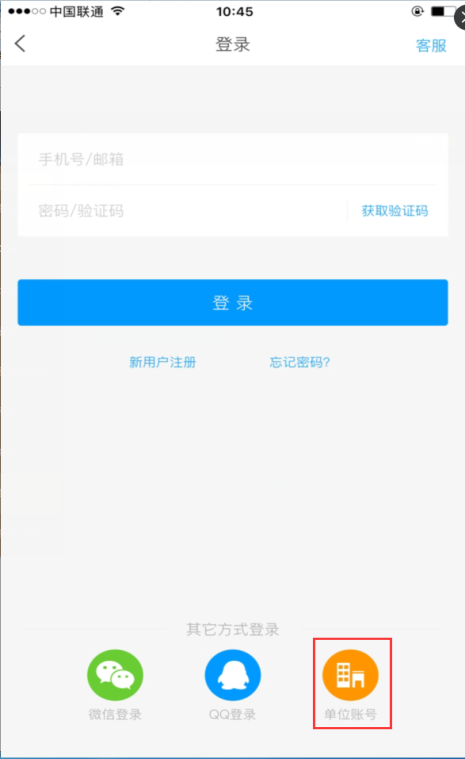 中国联通 10:45
登录 客服
手机号/邮箱
密码/验证码 获取验证码
登 录
新用户注册 忘记密码?
其它方式登录
微信登录 QQ登录 单位账号